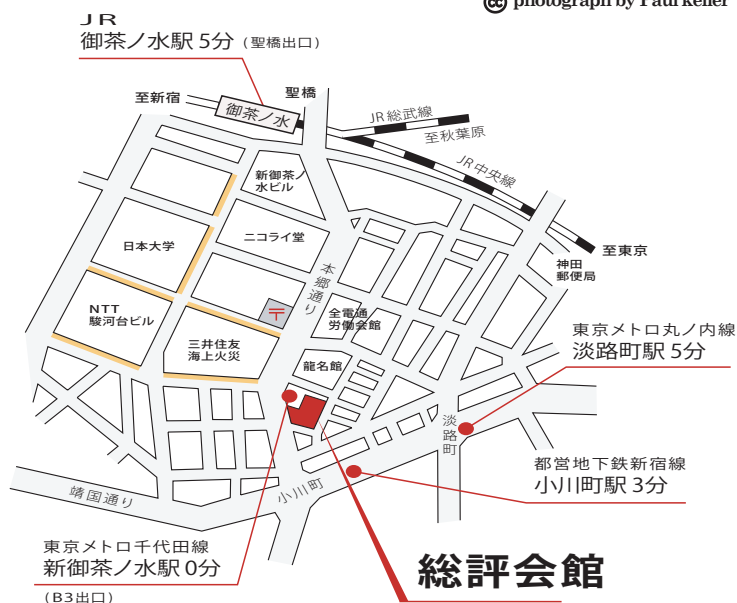 photograph by Paul Keller
JR
御茶ノ水駅 5分 (聖橋出口)
至新宿
聖橋
御茶ノ水
JR総武線
至秋葉原
JR中央線
新御茶ノ
水ビル
日本大学
ニコライ堂
至東京
神田
郵便局
本郷通り
NTT
駿河台ビル
〒
全電通
労働会館
三井住友
海上火災
龍名館
東京メトロ丸ノ内線
淡路町駅 5分
淡路町
都営地下鉄新宿線
小川町駅 3分
靖国通り
小川町
東京メトロ千代田線
新御茶ノ水駅 0分
(B3出口)
総評会館